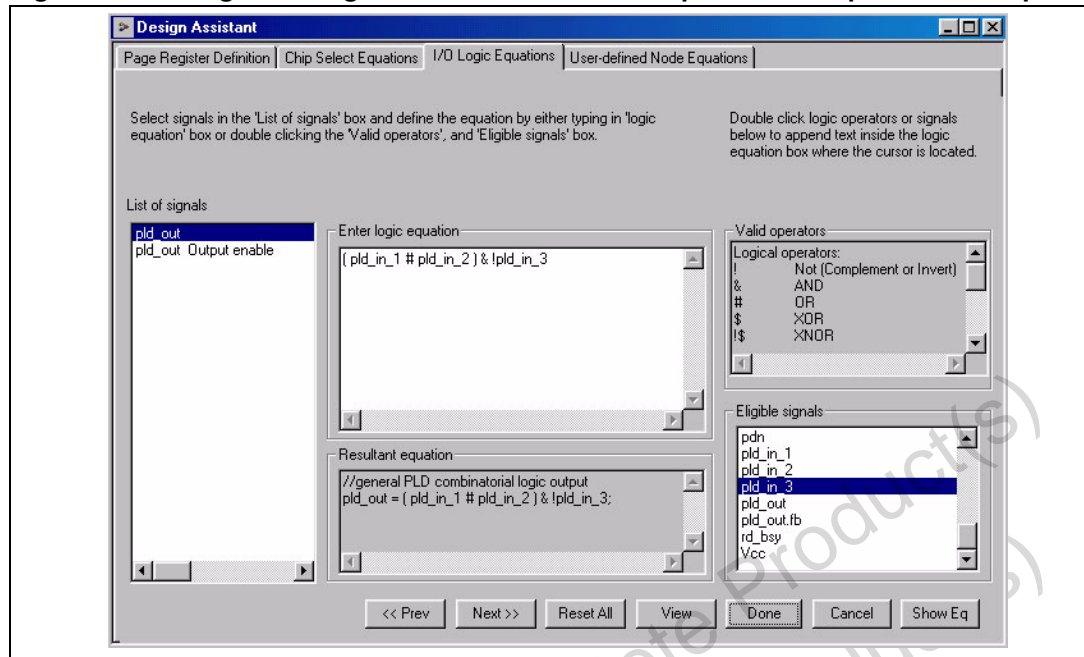 Design Assistant
Page Register Definition Chip Select Equations I/O Logic Equations User-defined Node Equations
Select signals in the 'List of signals' box and define the equation by either typing in 'logic
equation' box or double clicking the 'Valid operators', and 'Eligible signals' box.
Double click logic operators or signals
below to append text inside the logic
equation box where the cursor is located.
List of signals
pld_out
pld_out Output enable
Enter logic equation
( pld_in_1 # pld_in_2 ) & !pld_in_3
Resultant equation
//general PLD combinatorial logic output
pld_out = ( pld_in_1 # pld_in_2 ) & !pld_in_3;
Valid operators
Logical operators:
! Not (Complement or Invert)
& AND
# OR
$ XOR
!$ XNOR
Eligible signals
pdn
pld_in_1
pld_in_2
pld_in_3
pld_out
pld_out.fb
rd_bsy
Vcc
<< Prev Next >> Reset All View Done Cancel Show Eq